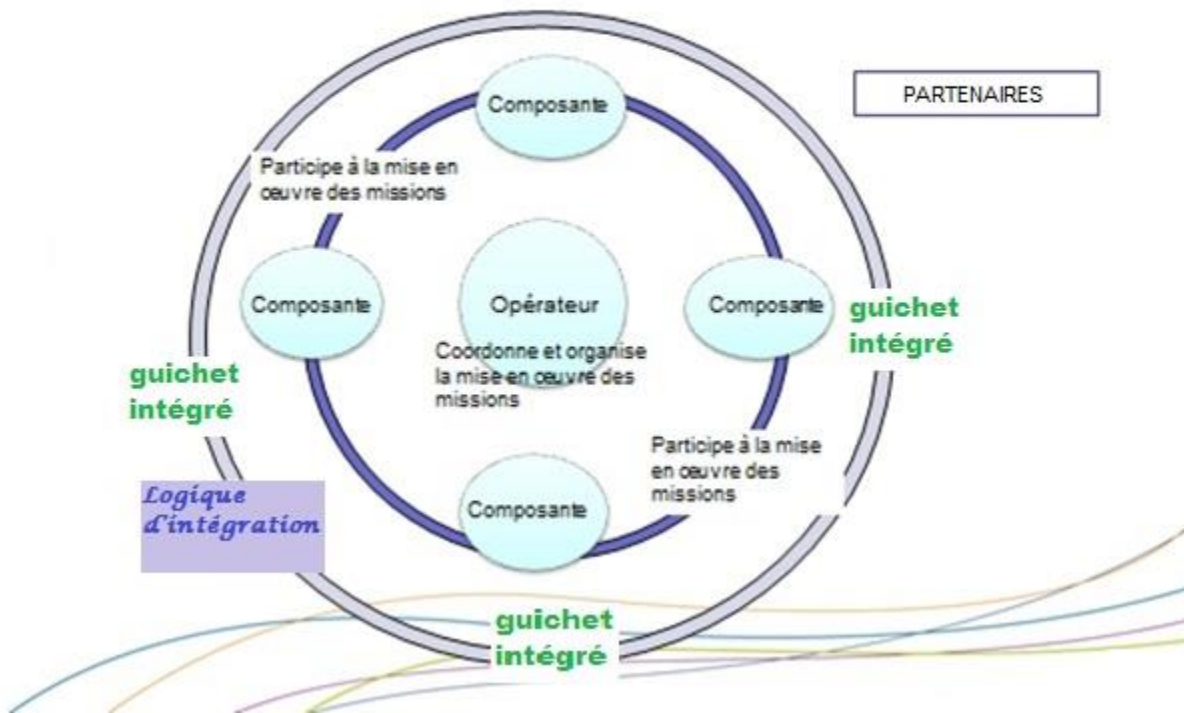 Composante
PARTENAIRES
Participe à la mise en
œuvre des missions
Composante
Opérateur
Composante
guichet
intégré
Coordonne et organise
la mise en œuvre des
missions
guichet
intégré
Participe à la mise
en œuvre des
missions
Logique
d'intégration
Composante
guichet
intégré